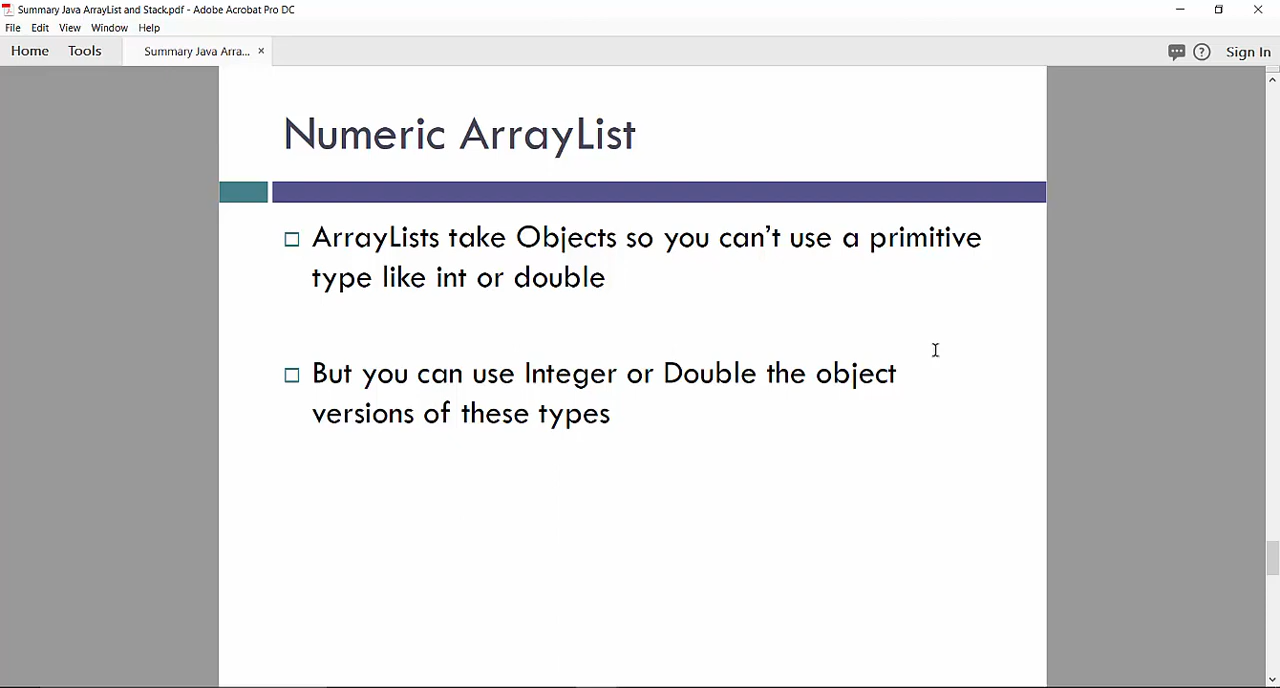 Summary Java ArrayList and Stack.pdf - Adobe Acrobat Pro DC
File Edit View Window Help
Home Tools Summary Java Arra... × Sign In
Numeric ArrayList
ArrayLists take Objects so you can't use a primitive
type like int or double
But you can use Integer or Double the object
versions of these types